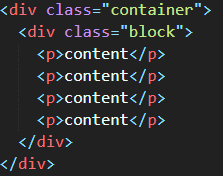 <div class="container">
  <div class="block">
    <p>content</p>
    <p>content</p>
    <p>content</p>
    <p>content</p>
  </div>
</div>